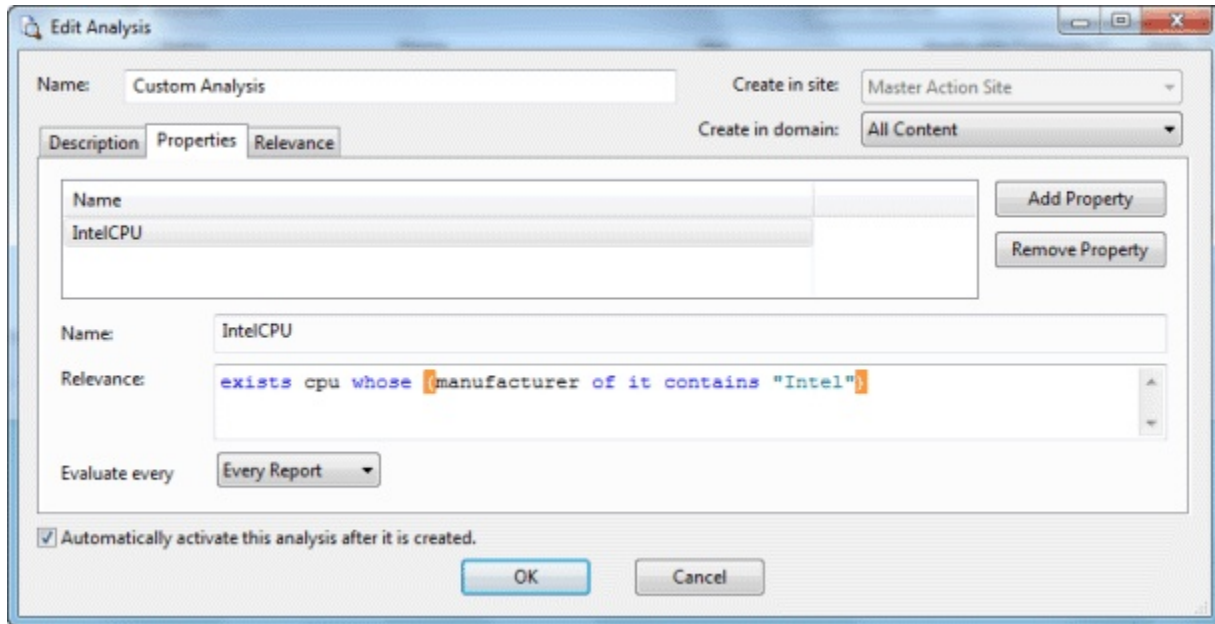 Edit Analysis
Name: Custom Analysis Create in site: Master Action Site
Create in domain: All Content
Description Properties Relevance
Name
IntelCPU
Add Property
Remove Property
Name: IntelCPU
Relevance: exists cpu whose (manufacturer of it contains "Intel")
Evaluate every Every Report
Automatically activate this analysis after it is created.
OK Cancel